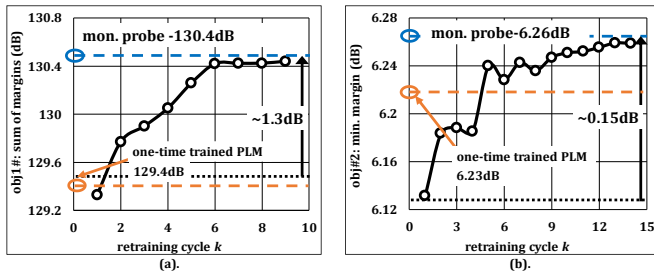 (a).
obj1#: sum of margins (dB)
130.8
130.4
130
129.6
129.2
mon. probe -130.4dB
~1.3dB
one-time trained PLM
129.4dB
0 2 4 6 8 10
retraining cycle k
(a).
(b).
obj#2: min. margin (dB)
6.28
6.24
6.2
6.16
6.12
mon. probe-6.26dB
~0.15dB
one-time trained PLM
6.23dB
0 3 6 9 12 15
retraining cycle k
(b).